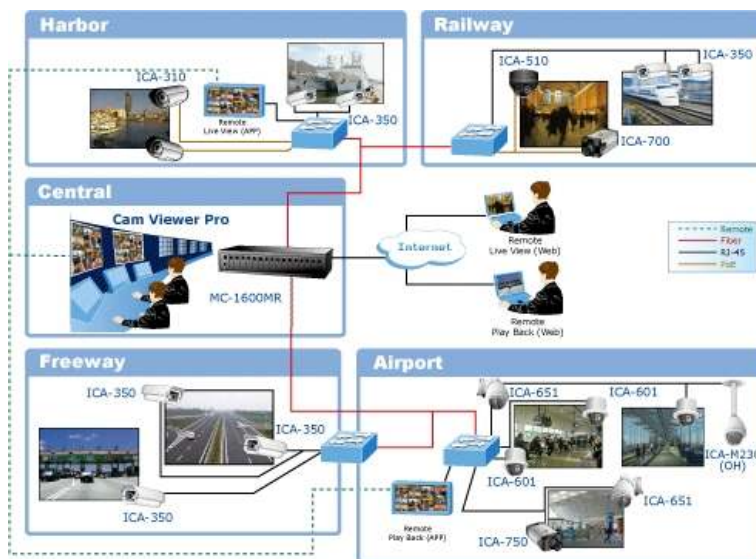 Harbor
ICA-310
Remote
Live View (APP)
ICA-350
Railway
ICA-510
ICA-350
ICA-700
Central
Cam Viewer Pro
MC-1600MR
Internet
Remote
Live View (Web)
Remote
Play Back (Web)
Remote
Fiber
RJ-45
PoE
Freeway
ICA-350
ICA-350
ICA-350
Airport
ICA-651
ICA-601
ICA-M230
(OH)
ICA-601
ICA-651
Remote
Play Back (APP)
ICA-750